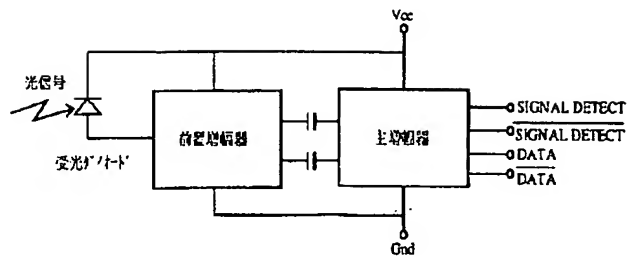 Vcc
光信号
受光ダイオード
前置増幅器
主増幅器
SIGNAL DETECT
SIGNAL DETECT
DATA
DATA
Gnd